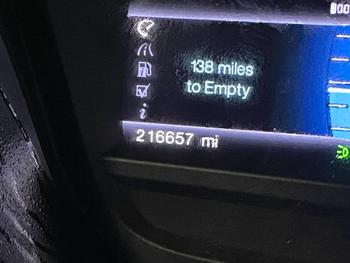 138 miles
to Empty
216657 mi